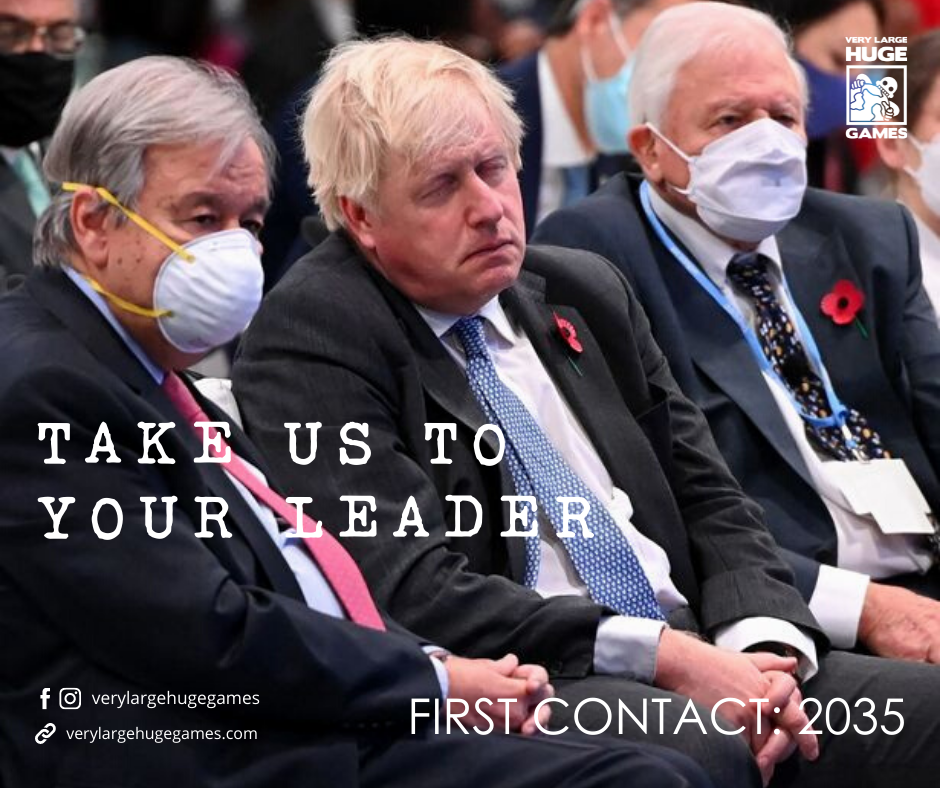 VERY LARGE
HUGE
GAMES
TAKE US TO
YOUR LEADER
verylargehugegames
verylargehugegames.com
FIRST CONTACT: 2035